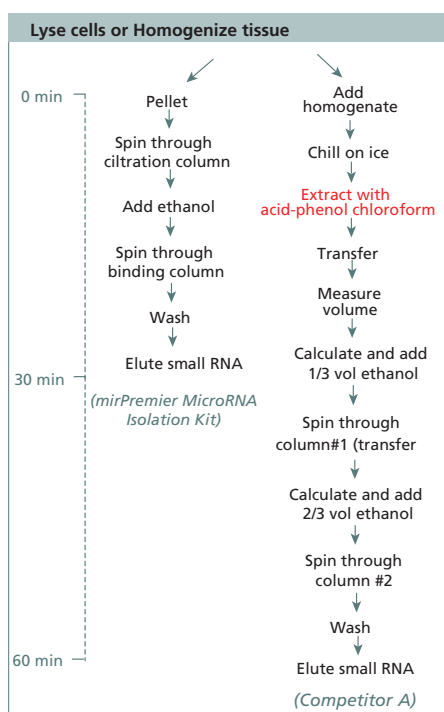 Lyse cells or Homogenize tissue
0 min
30 min
60 min
Pellet
Spin through
ciltration column
Add ethanol
Spin through
binding column
Wash
Elute small RNA
(mirPremier MicroRNA
Isolation Kit)
Add
homogenate
Chill on ice
Extract with
acid-phenol chloroform
Transfer
Measure
volume
Calculate and add
1/3 vol ethanol
Spin through
column#1 (transfer
Calculate and add
2/3 vol ethanol
Spin through
column #2
Wash
Elute small RNA
(Competitor A)